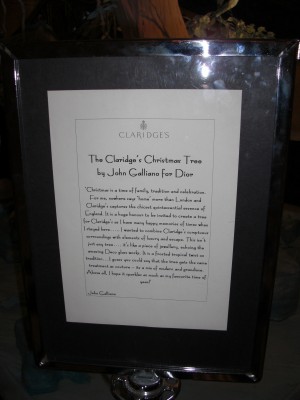 CLARIDGE'S
The Claridge's Christmas Tree
by John Galliano for Dior
"Christmas is a time of family, tradition and celebration.
For me, nowhere says 'home' more than London and
Claridge's captures the closest quintessential essence of
England. It is a huge honour to be invited to create a tree
for Claridge's as I have many happy memories of times when
I stayed here . . . . I wanted to combine Claridge's sumptuous
surroundings with elements of luxury and escape. This isn't
just any tree . . . . it's like a piece of jewellery, echoing the
amazing Dior glass works. It is a frosted tropical twist on
tradition... I guess you could say that the tree gets the same
treatment as couture - its a mix of modern and grandiose.
Above all, I hope it sparkles as such as my favourite time of
year!"
-John Galliano